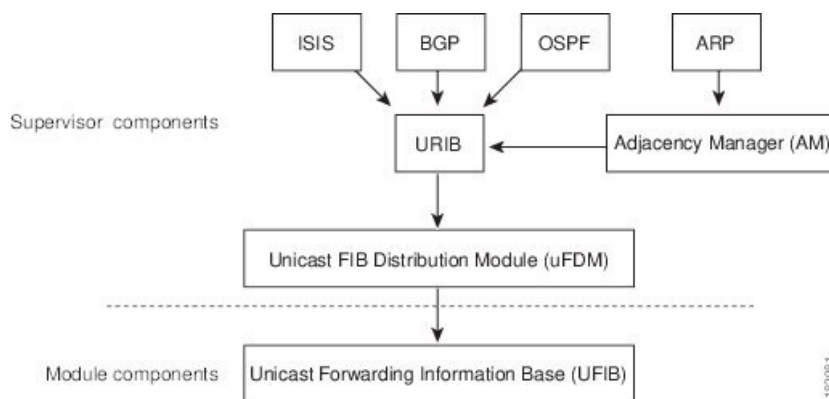 ISIS
BGP
OSPF
ARP
Supervisor components
URIB
Adjacency Manager (AM)
Unicast FIB Distribution Module (uFDM)
Module components
Unicast Forwarding Information Base (UFIB)